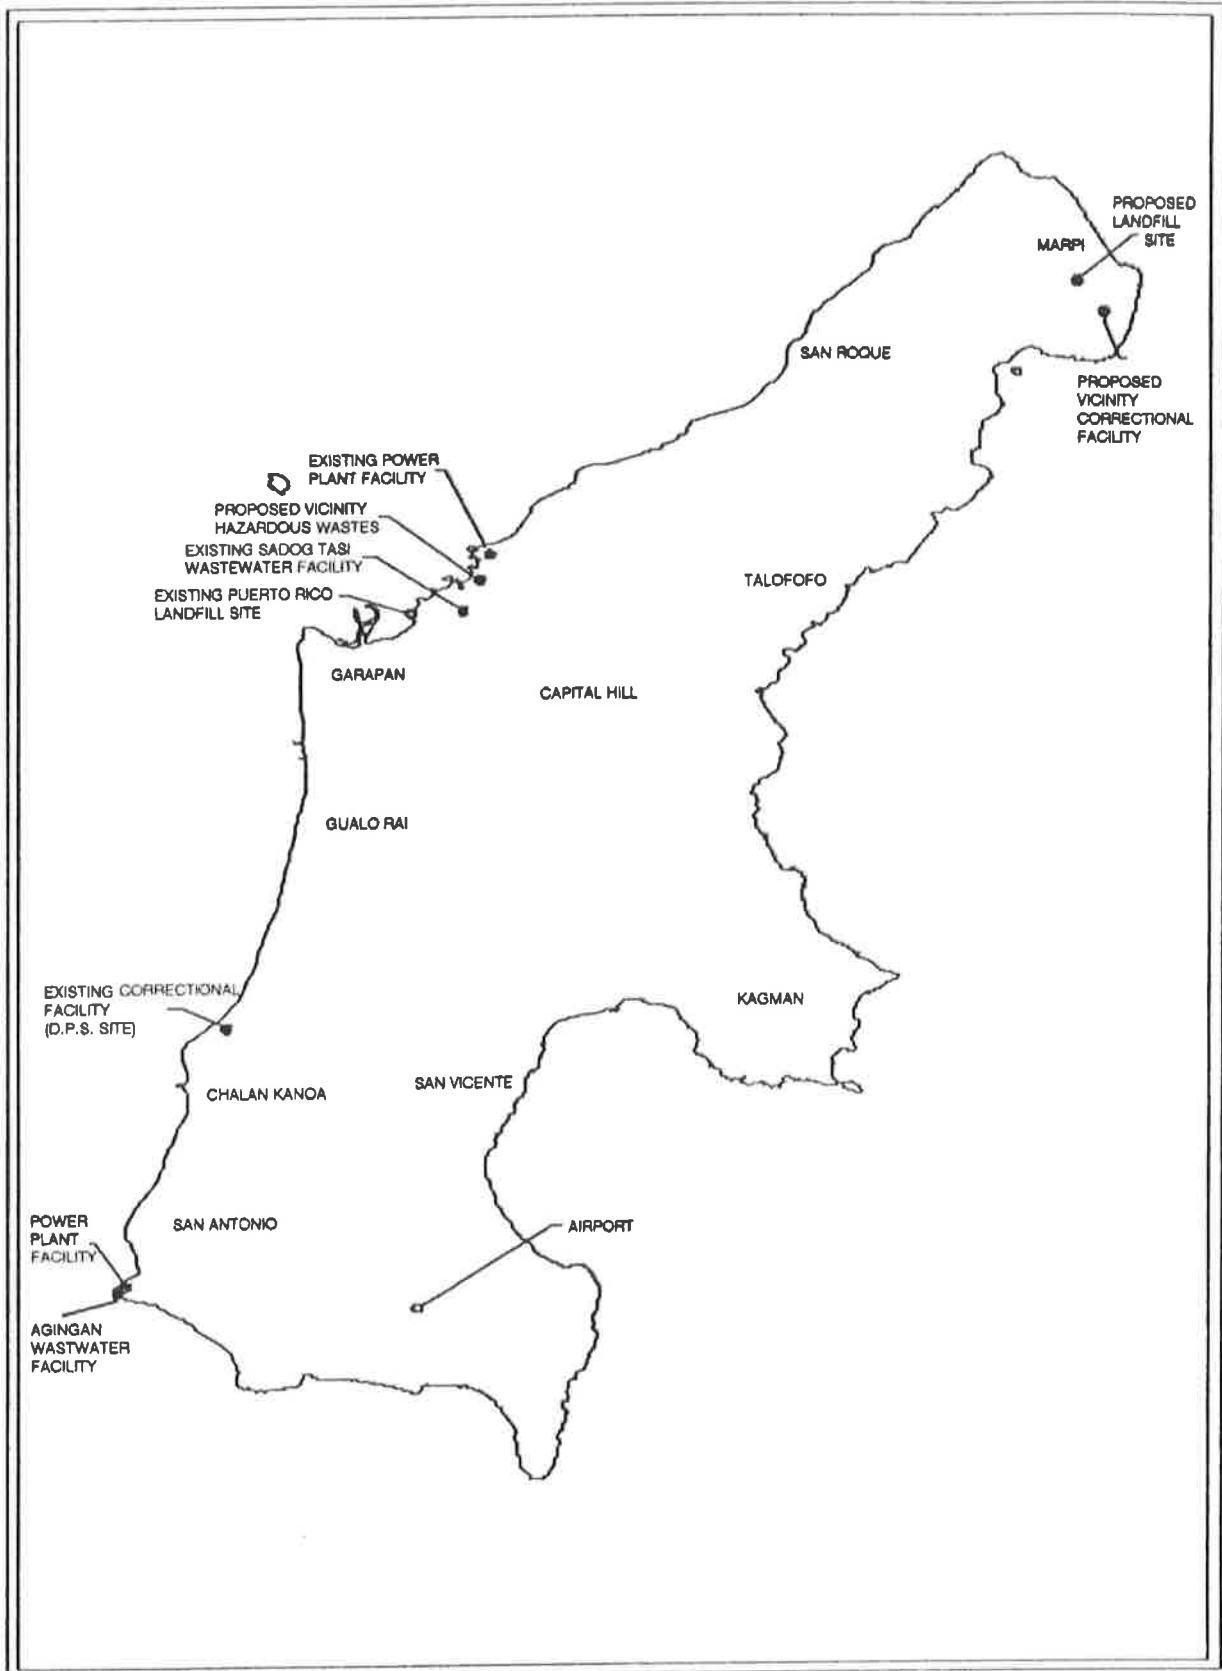 PROPOSED
LANDFILL
SITE
MARPI
SAN ROQUE
PROPOSED
VICINITY
CORRECTIONAL
FACILITY
EXISTING POWER
PLANT FACILITY
PROPOSED VICINITY
HAZARDOUS WASTES
EXISTING SADOG TASI
WASTEWATER FACILITY
EXISTING PUERTO RICO
LANDFILL SITE
TALOFOFO
GARAPAN
CAPITAL HILL
GUALO RAI
EXISTING CORRECTIONAL
FACILITY
(D.P.S. SITE)
KAGMAN
SAN VICENTE
CHALAN KANOA
POWER
PLANT
FACILITY
SAN ANTONIO
AIRPORT
AGINGAN
WASTWATER
FACILITY